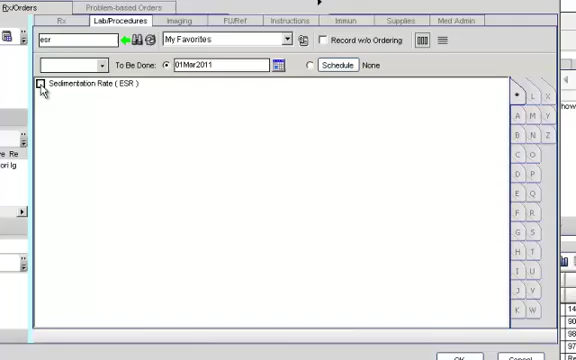 Rx/Orders Problem-based Orders
Rx Lab/Procedures Imaging FU/Ref Instructions Immun Supplies Med Admin
esr My Favorites Record w/o Ordering
To Be Done: 01Mar2011 Schedule None
Sedimentation Rate ( ESR )
* L X
A M Y
B N Z
C O
D P
E Q
F R
G S
H T
I U
J V
K W
OK Cancel